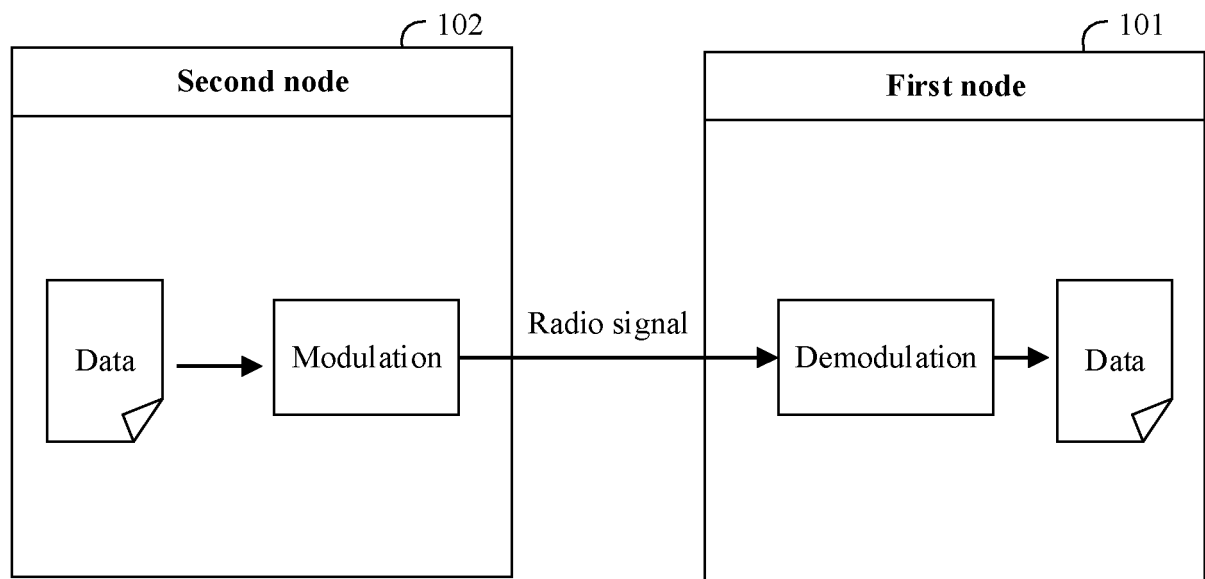 102
101
Second node
First node
Radio signal
Data
Modulation
Demodulation
Data